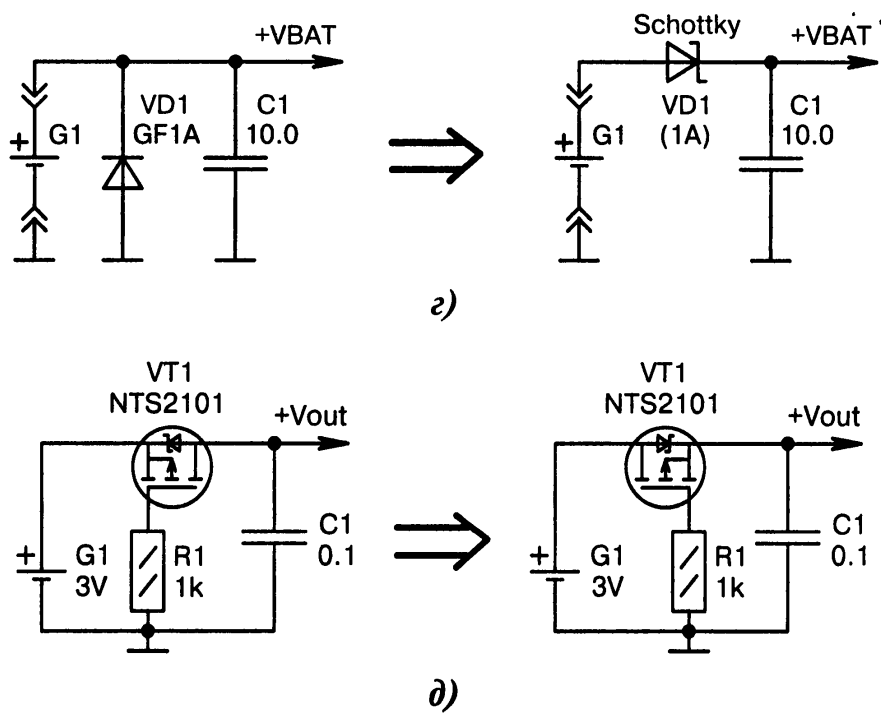 +VBAT
VD1
GF1A
C1
10.0
+
G1
Schottky
+VBAT
VD1
(1A)
C1
10.0
+
G1
г)
VT1
NTS2101
+Vout
+
G1
3V
R1
1k
C1
0.1
VT1
NTS2101
+Vout
+
G1
3V
R1
1k
C1
0.1
д)